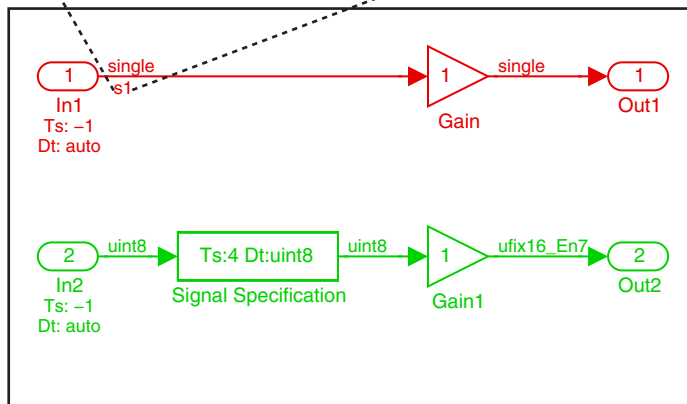 single
single
1
1
1
s1
In1
Gain
Out1
Ts: –1
Dt: auto
uint8
uint8
ufix16_En7
2
Ts:4 Dt:uint8
1
2
In2
Signal Specification
Gain1
Out2
Ts: –1
Dt: auto